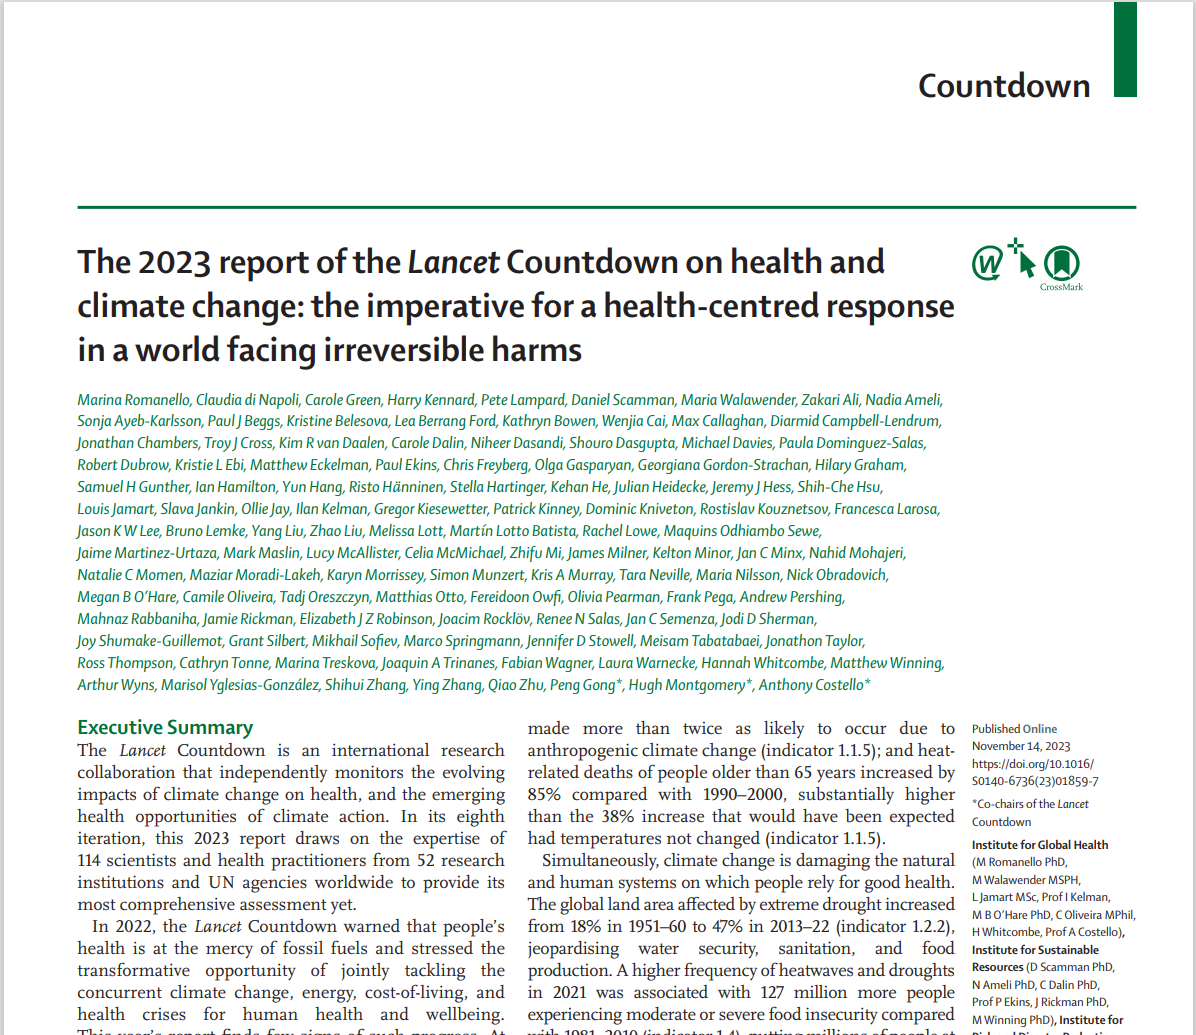 Countdown
The 2023 report of the Lancet Countdown on health and
climate change: the imperative for a health-centred response
in a world facing irreversible harms
W
CrossMark
Marina Romanello, Claudia di Napoli, Carole Green, Harry Kennard, Pete Lampard, Daniel Scamman, Maria Walawender, Zakari Ali, Nadia Ameli,
Sonja Ayeb-Karlsson, Paul J Beggs, Kristine Belesova, Lea Berrang Ford, Kathryn Bowen, Wenjia Cai, Max Callaghan, Diarmid Campbell-Lendrum,
Jonathan Chambers, Troy J Cross, Kim R van Daalen, Carole Dalin, Niheer Dasandi, Shouro Dasgupta, Michael Davies, Paula Dominguez-Salas,
Robert Dubrow, Kristie L Ebi, Matthew Eckelman, Paul Ekins, Chris Freyberg, Olga Gasparyan, Georgiana Gordon-Strachan, Hilary Graham,
Samuel H Gunther, Ian Hamilton, Yun Hang, Risto Hänninen, Stella Hartinger, Kehan He, Julian Heidecke, Jeremy J Hess, Shih-Che Hsu,
Louis Jamart, Slava Jankin, Ollie Jay, Ilan Kelman, Gregor Kiesewetter, Patrick Kinney, Dominic Kniveton, Rostislav Kouznetsov, Francesca Larosa,
Jason K W Lee, Bruno Lemke, Yang Liu, Zhao Liu, Melissa Lott, Martín Lotto Batista, Rachel Lowe, Maquins Odhiambo Sewe,
Jaime Martinez-Urtaza, Mark Maslin, Lucy McAllister, Celia McMichael, Zhifu Mi, James Milner, Kelton Minor, Jan C Minx, Nahid Mohajeri,
Natalie C Momen, Maziar Moradi-Lakeh, Karyn Morrissey, Simon Munzert, Kris A Murray, Tara Neville, Maria Nilsson, Nick Obradovich,
Megan B O'Hare, Camile Oliveira, Tadj Oreszczyn, Matthias Otto, Fereidoon Owfi, Olivia Pearman, Frank Pega, Andrew Pershing,
Mahnaz Rabbaniha, Jamie Rickman, Elizabeth J Z Robinson, Joacim Rocklöv, Renee N Salas, Jan C Semenza, Jodi D Sherman,
Joy Shumake-Guillemot, Grant Silbert, Mikhail Sofiev, Marco Springmann, Jennifer D Stowell, Meisam Tabatabaei, Jonathon Taylor,
Ross Thompson, Cathryn Tonne, Marina Treskova, Joaquin A Trinanes, Fabian Wagner, Laura Warnecke, Hannah Whitcombe, Matthew Winning,
Arthur Wyns, Marisol Yglesias-González, Shihui Zhang, Ying Zhang, Qiao Zhu, Peng Gong*, Hugh Montgomery*, Anthony Costello*
Executive Summary
The Lancet Countdown is an international research
collaboration that independently monitors the evolving
impacts of climate change on health, and the emerging
health opportunities of climate action. In its eighth
iteration, this 2023 report draws on the expertise of
114 scientists and health practitioners from 52 research
institutions and UN agencies worldwide to provide its
most comprehensive assessment yet.
In 2022, the Lancet Countdown warned that people's
health is at the mercy of fossil fuels and stressed the
transformative opportunity of jointly tackling the
concurrent climate change, energy, cost-of-living, and
health crises for human health and wellbeing.
This year's report finds few signs of such progress. At
made more than twice as likely to occur due to
anthropogenic climate change (indicator 1.1.5); and heat-
related deaths of people older than 65 years increased by
85% compared with 1990–2000, substantially higher
than the 38% increase that would have been expected
had temperatures not changed (indicator 1.1.5).
Simultaneously, climate change is damaging the natural
and human systems on which people rely for good health.
The global land area affected by extreme drought increased
from 18% in 1951–60 to 47% in 2013–22 (indicator 1.2.2),
jeopardising water security, sanitation, and food
production. A higher frequency of heatwaves and droughts
in 2021 was associated with 127 million more people
experiencing moderate or severe food insecurity compared
with 1981–2010 (indicator 1.4), putting millions of people at
Published Online
November 14, 2023
https://doi.org/10.1016/
S0140-6736(23)01859-7
*Co-chairs of the Lancet
Countdown
Institute for Global Health
(M Romanello PhD,
M Walawender MSPH,
L Jamart MSc, Prof I Kelman,
M B O'Hare PhD, C Oliveira MPhil,
H Whitcombe, Prof A Costello),
Institute for Sustainable
Resources (D Scamman PhD,
N Ameli PhD, C Dalin PhD,
Prof P Ekins, J Rickman PhD,
M Winning PhD), Institute for